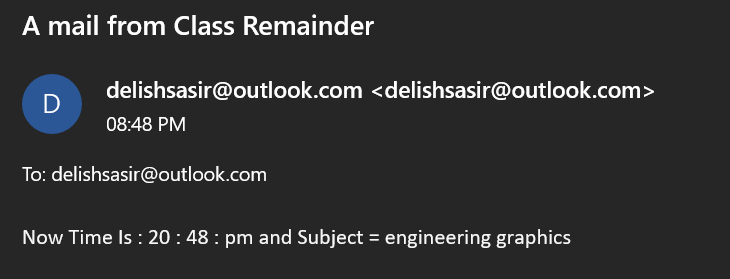 A mail from Class Remainder
D
delishsasir@outlook.com <delishsasir@outlook.com>
08:48 PM
To: delishsasir@outlook.com
Now Time Is : 20 : 48 : pm and Subject = engineering graphics